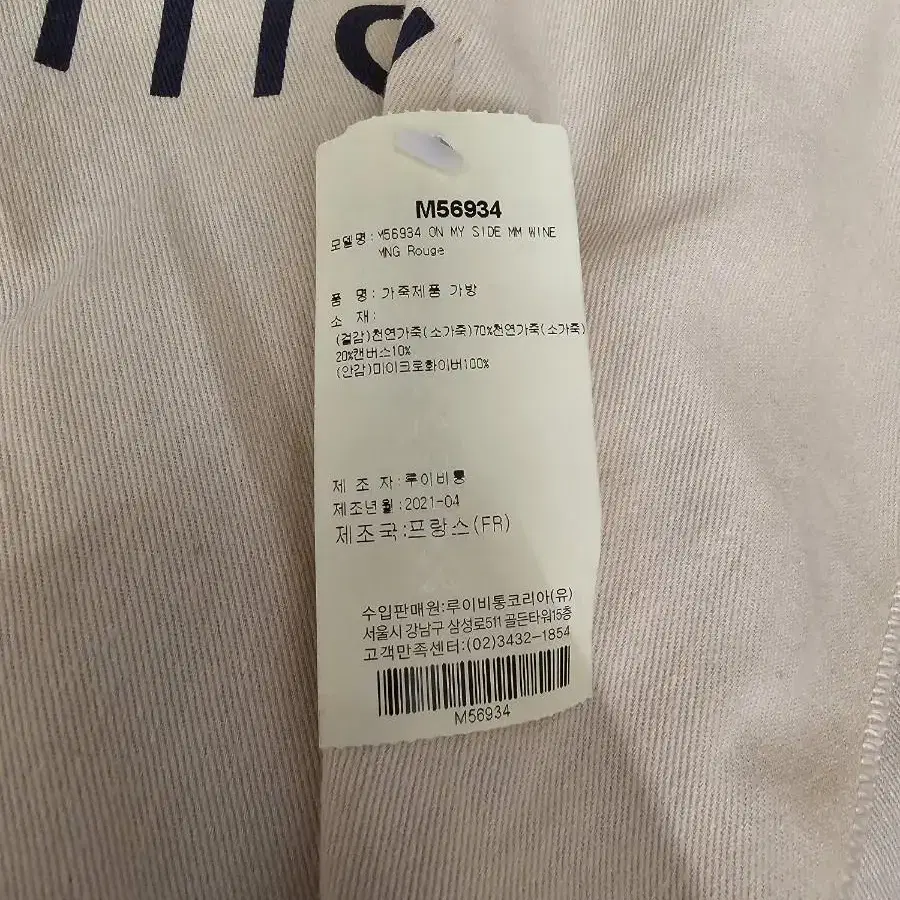 M56934
모델명:M56934 ON MY SIDE MM WINE
MNG Rouge
품 명:가죽제품 가방
소 재:
(겉감)천연가죽(소가죽)70%천연가죽(소가죽)
20%캔버스10%
(안감)미이크로화이버100%
제 조 자:루이비통
제조년월:2021-04
제조국:프랑스(FR)
수입판매원:루이비통코리아(유)
서울시 강남구 삼성로511 골든타워15층
고객만족센터:(02)3432-1854
M56934